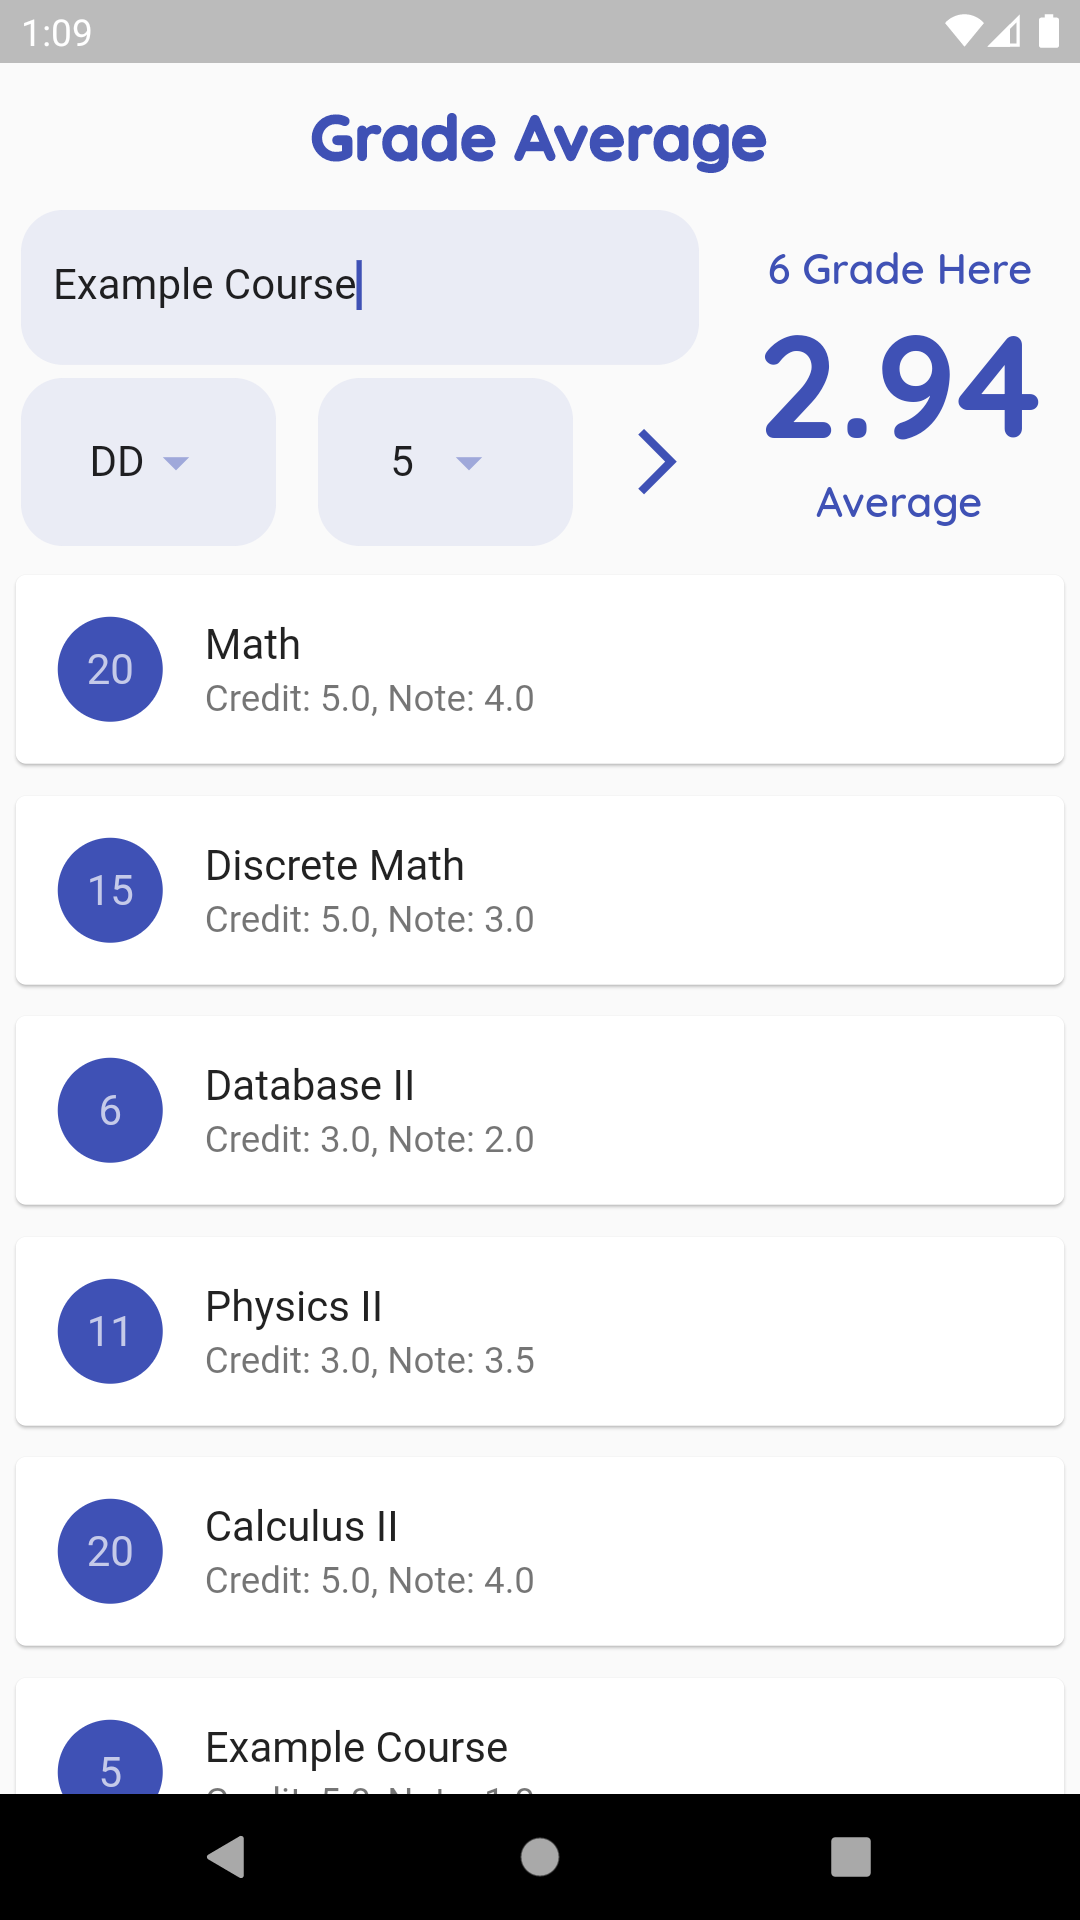 1:09
Grade Average
Example Course
6 Grade Here
2.94
Average
DD
5
20
Math
Credit: 5.0, Note: 4.0
15
Discrete Math
Credit: 5.0, Note: 3.0
6
Database II
Credit: 3.0, Note: 2.0
11
Physics II
Credit: 3.0, Note: 3.5
20
Calculus II
Credit: 5.0, Note: 4.0
5
Example Course